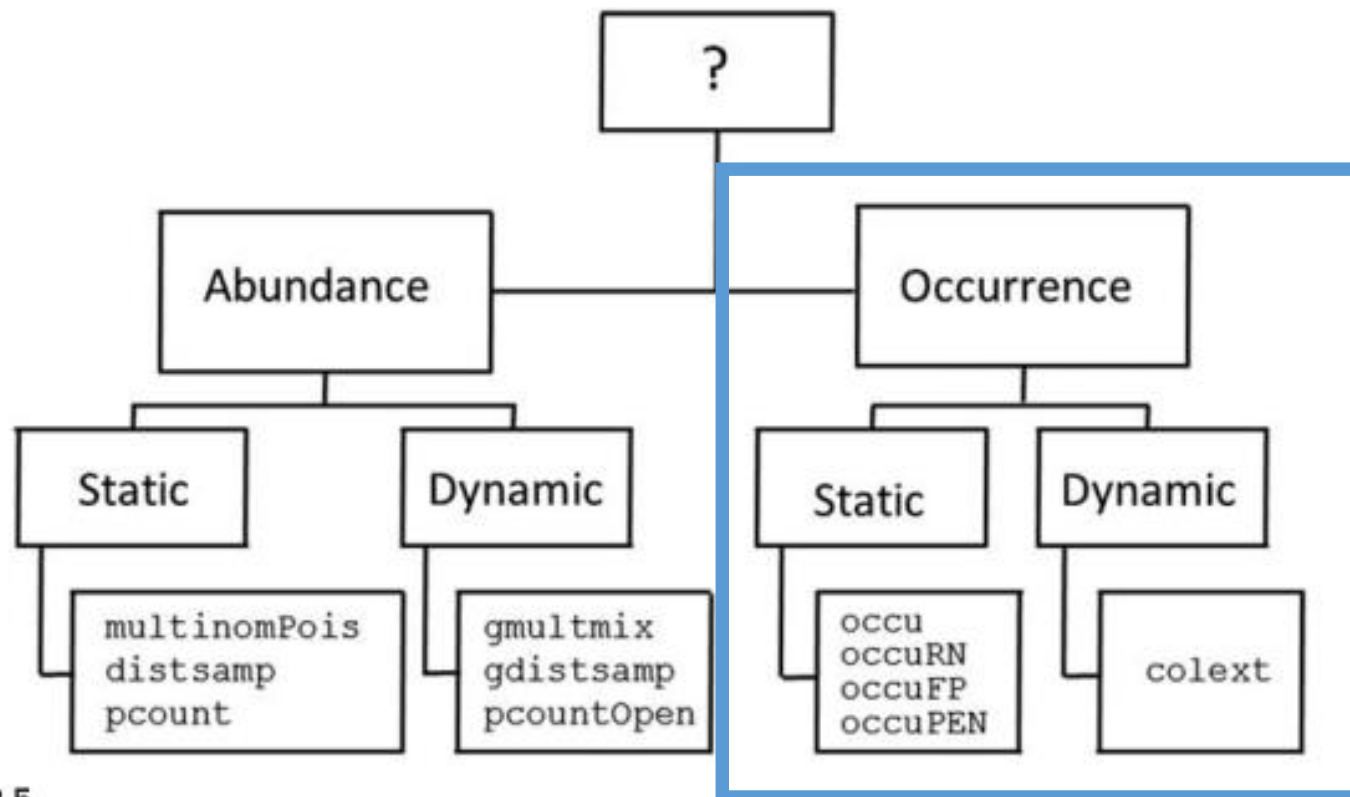 ?
Abundance
Occurrence
Static
Dynamic
Static
Dynamic
multinomPois
distsamp
pcount
gmultmix
gdistsamp
pcountOpen
occu
occuRN
occuFP
occuPEN
colext